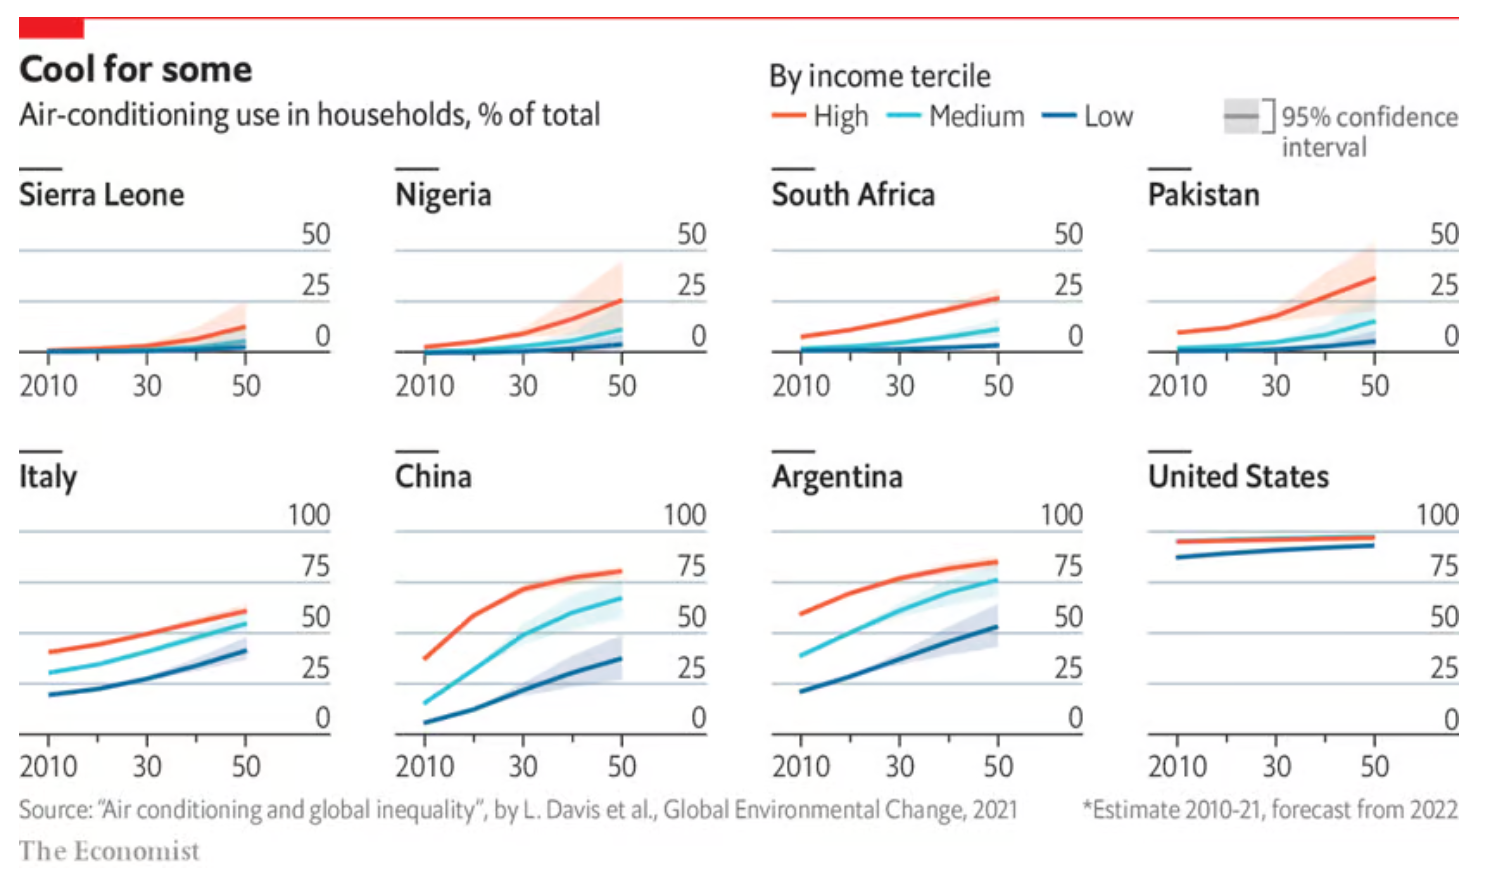 Cool for some
Air-conditioning use in households, % of total
By income tercile
High Medium Low
95% confidence
interval
Sierra Leone
50
25
0
2010 30 50
Nigeria
50
25
0
2010 30 50
South Africa
50
25
0
2010 30 50
Pakistan
50
25
0
2010 30 50
Italy
100
75
50
25
0
2010 30 50
China
100
75
50
25
0
2010 30 50
Argentina
100
75
50
25
0
2010 30 50
United States
100
75
50
25
0
2010 30 50
Source: “Air conditioning and global inequality”, by L. Davis et al., Global Environmental Change, 2021
*Estimate 2010-21, forecast from 2022
The Economist